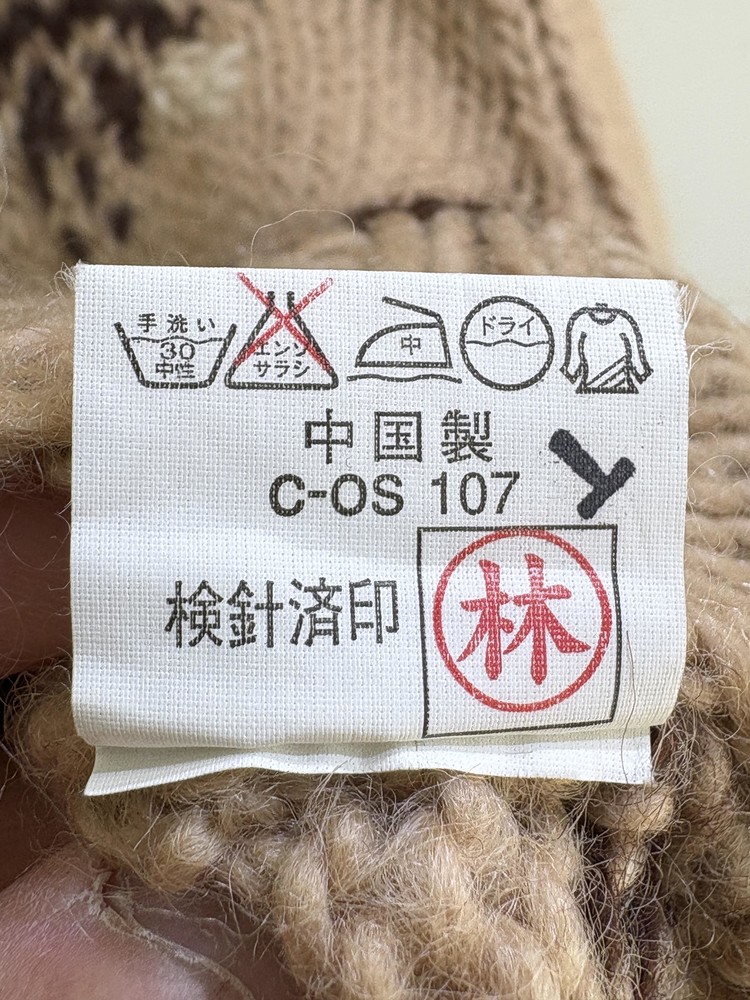 手洗い
30
中性
エンソ
サラシ
中
ドライ
中国製
C-OS 107
検針済印
林